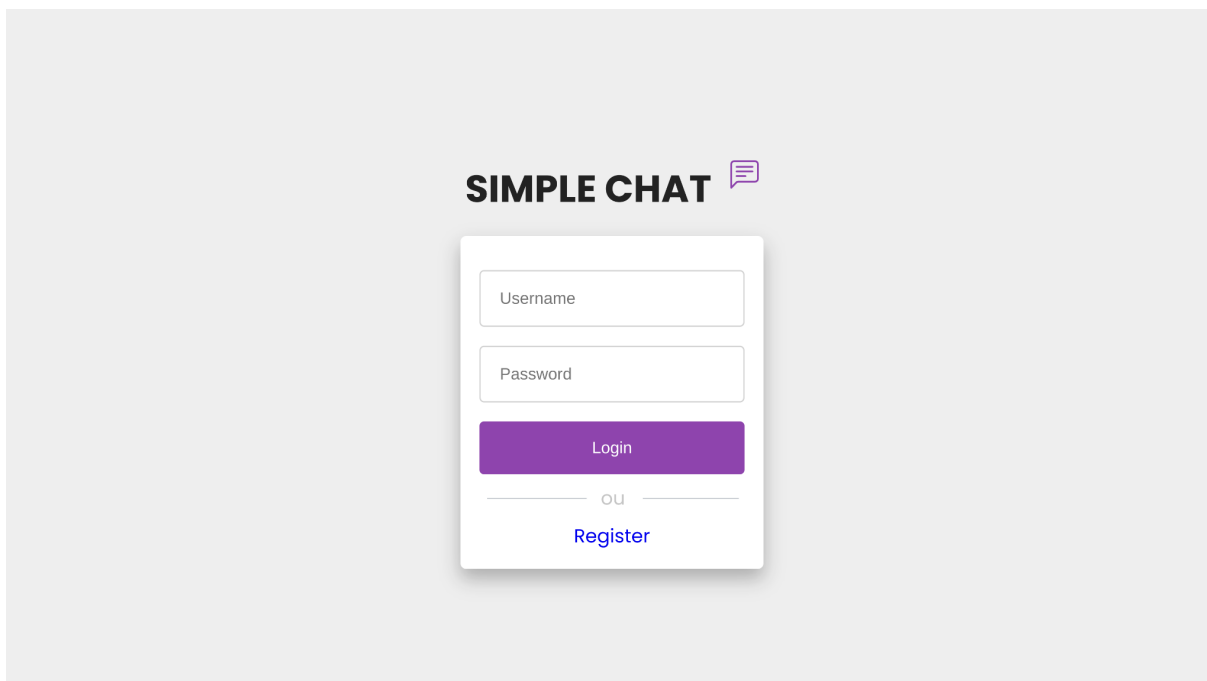 SIMPLE CHAT
Username
Password
Login
ou
Register